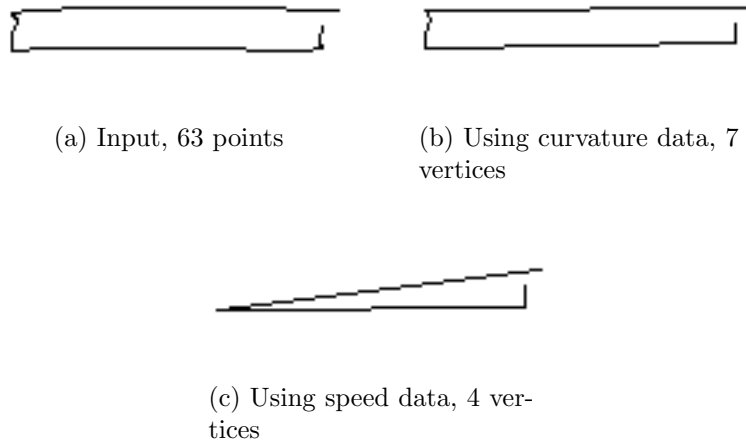 (a) Input, 63 points
(b) Using curvature data, 7
vertices
(c) Using speed data, 4 ver-
tices